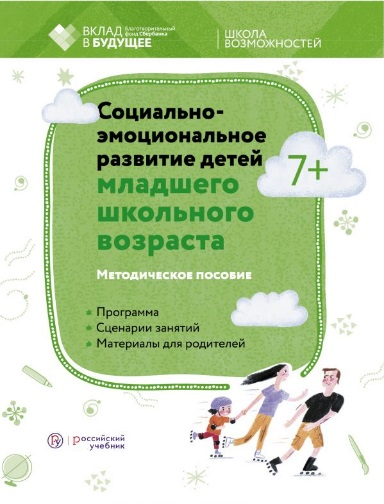 ВКЛАД
В БУДУЩЕЕ
Благотворительный
фонд Сбербанка
ШКОЛА
ВОЗМОЖНОСТЕЙ
Социально-
эмоциональное
развитие детей
младшего
школьного
возраста
7+
Методическое пособие
Программа
Сценарии занятий
Материалы для родителей
российский
учебник